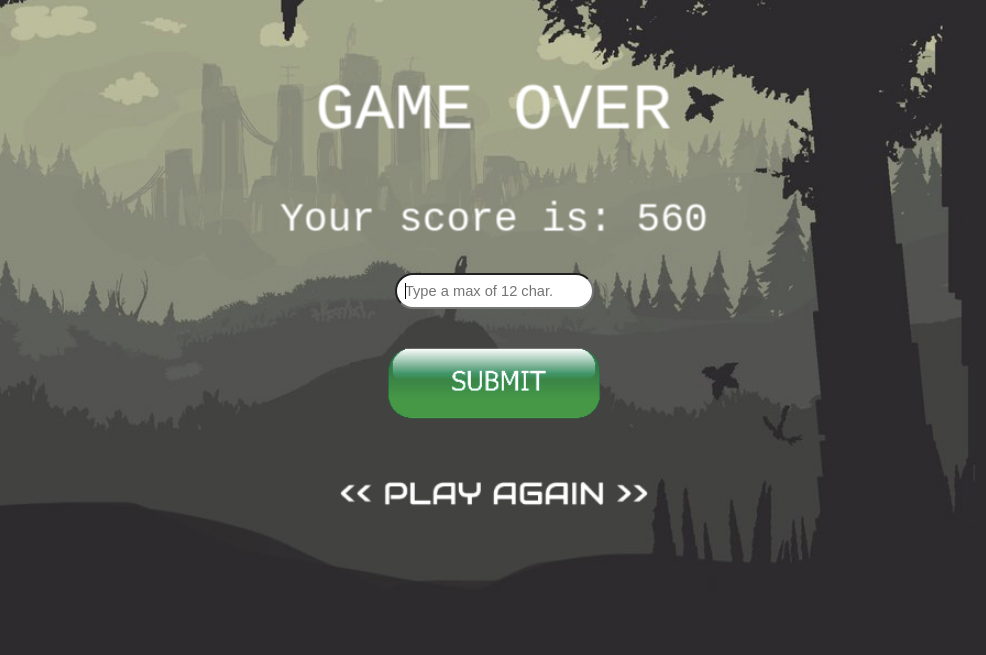 GAME OVER
Your score is: 560
Type a max of 12 char.
SUBMIT
<< PLAY AGAIN >>